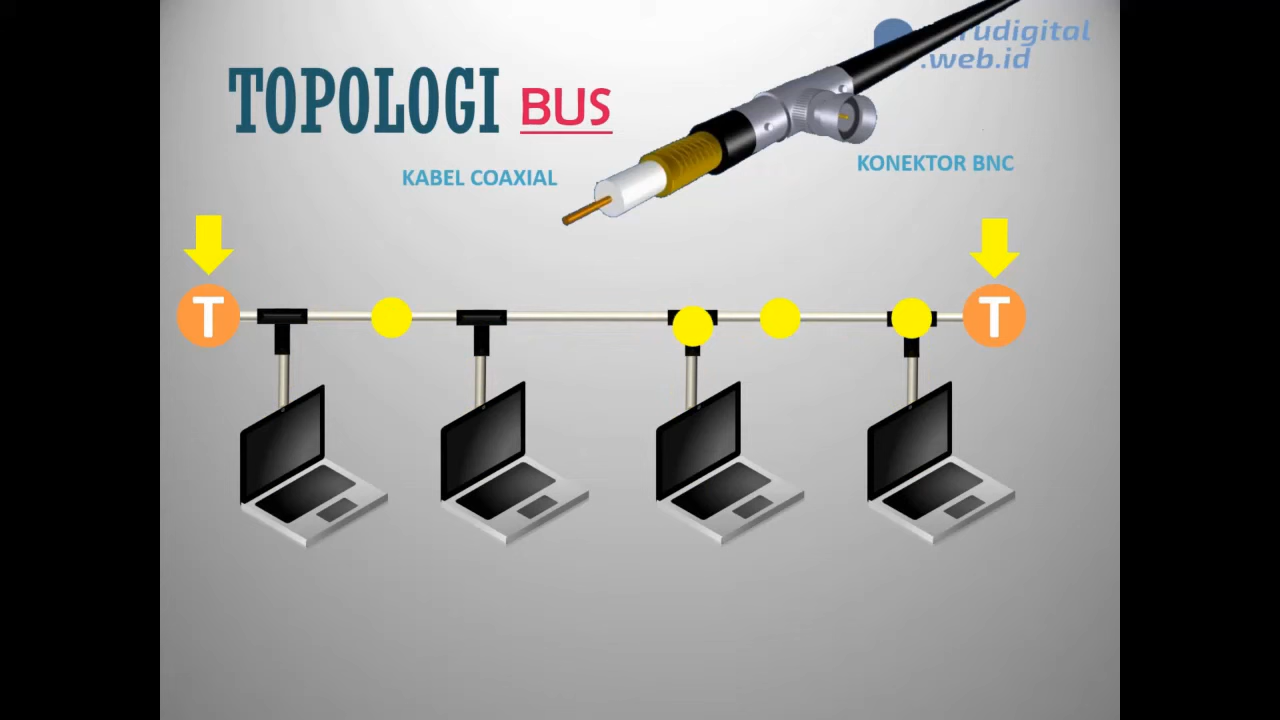 TOPOLOGI BUS
KABEL COAXIAL
KONEKTOR BNC
.web.id
T
T